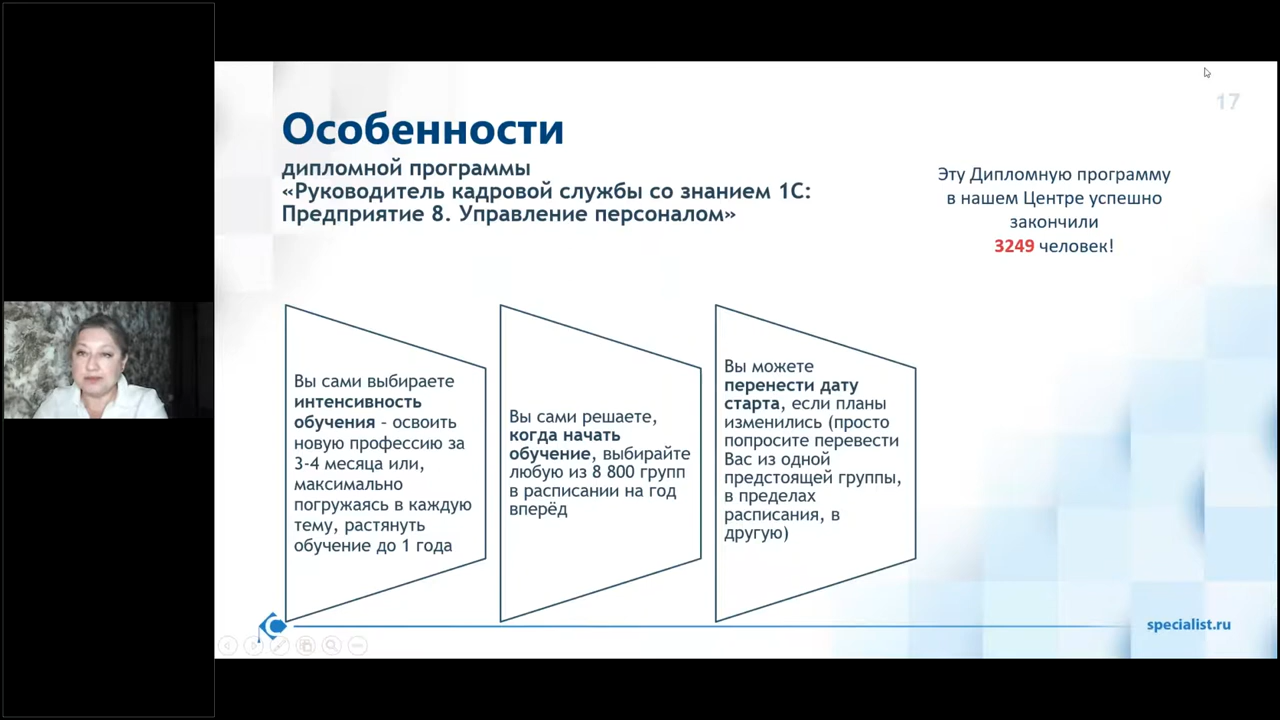 17
Особенности
дипломной программы
«Руководитель кадровой службы со знанием 1С:
Предприятие 8. Управление персоналом»
Эту Дипломную программу
в нашем Центре успешно
закончили
3249 человек!
Вы сами выбираете
интенсивность
обучения – освоить
новую профессию за
3-4 месяца или,
максимально
погружаясь в каждую
тему, растянуть
обучение до 1 года
Вы сами решаете,
когда начать
обучение, выбирайте
любую из 8 800 групп
в расписании на год
вперёд
Вы можете
перенести дату
старта, если планы
изменились (просто
попросите перевести
Вас из одной
предстоящей группы,
в пределах
расписания, в
другую)
specialist.ru